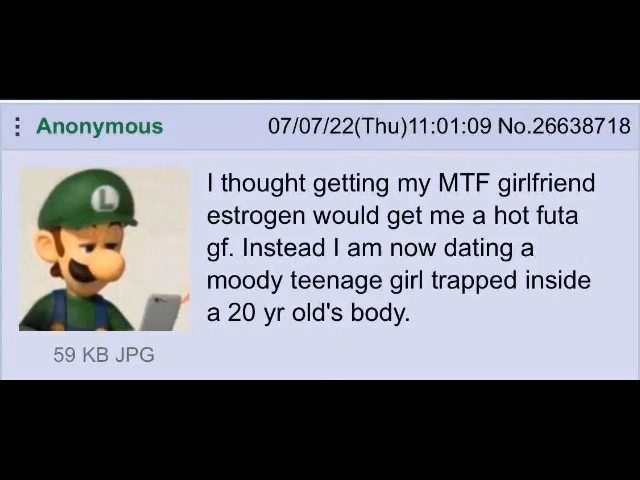 Anonymous 07/07/22(Thu)11:01:09 No.26638718
L
I thought getting my MTF girlfriend
estrogen would get me a hot futa
gf. Instead I am now dating a
moody teenage girl trapped inside
a 20 yr old's body.
59 KB JPG